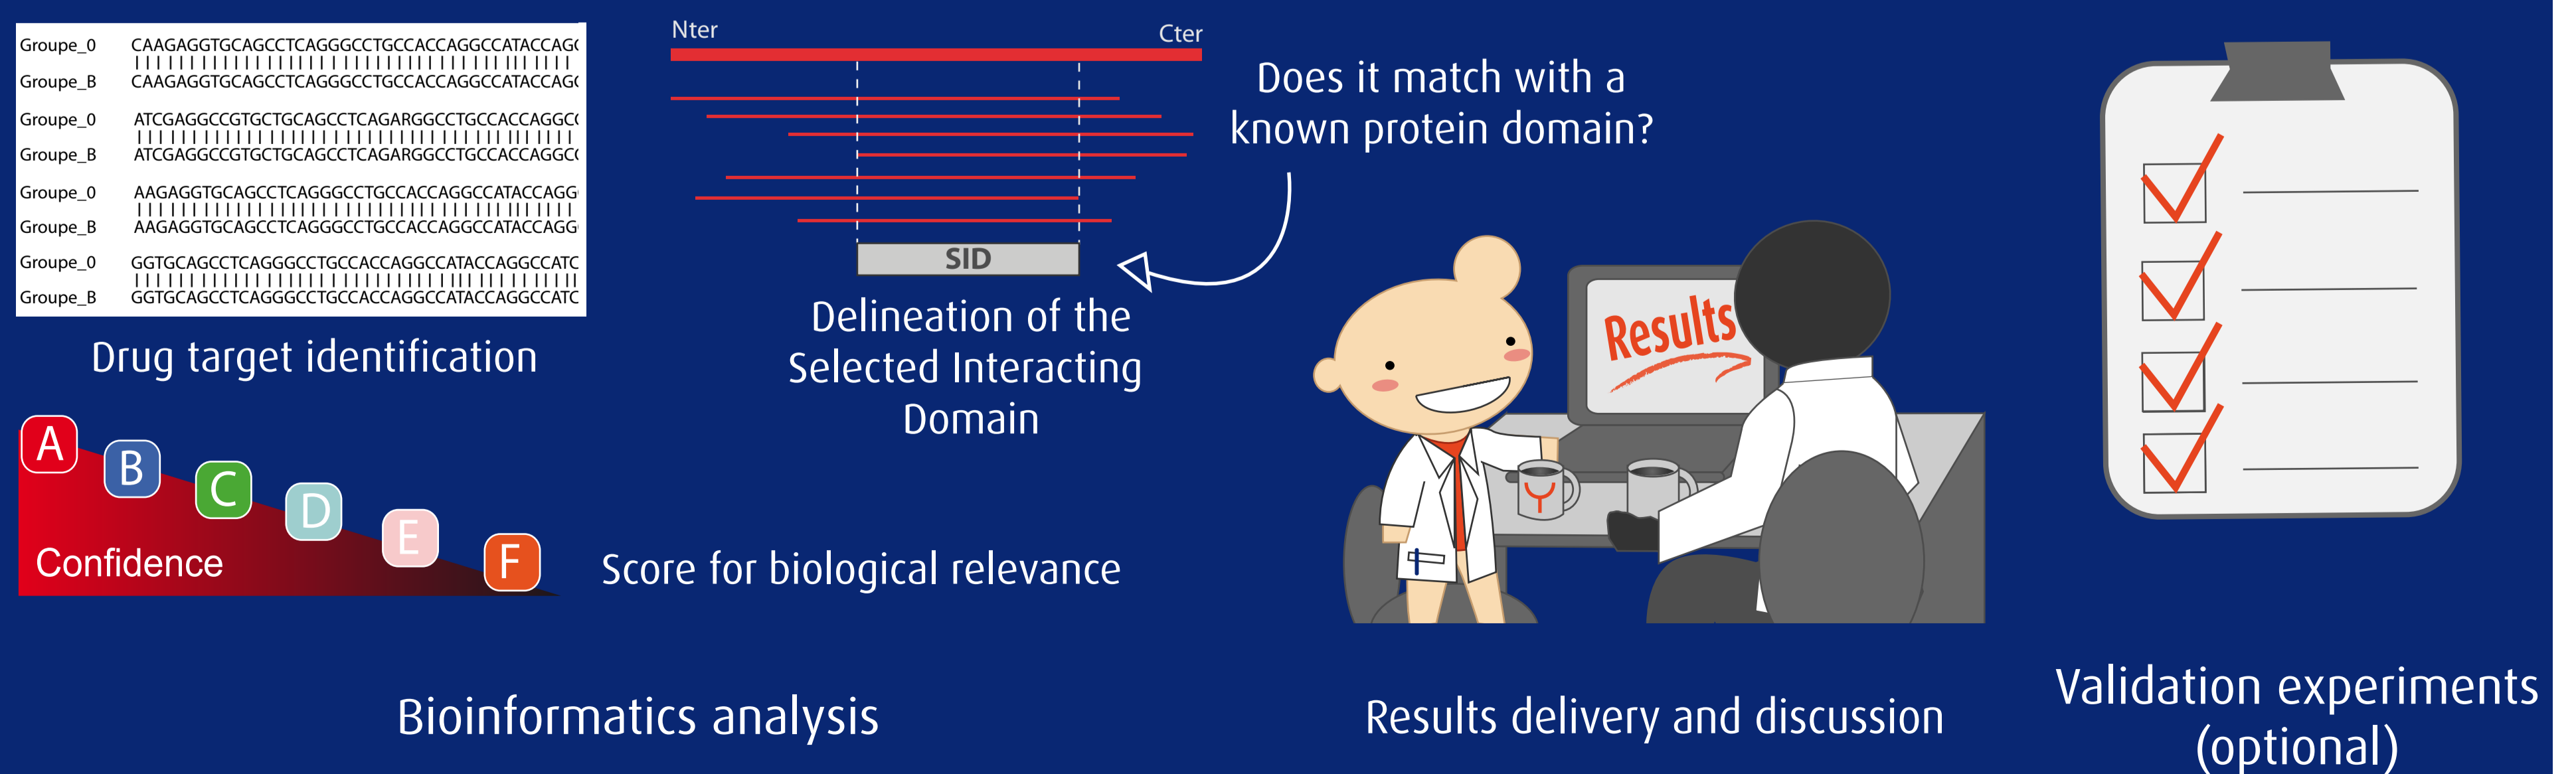 Groupe_0 CAAGAGGTGCAGCCTCAGGGCCTGCCACCAGGCCATACCAG
Groupe_B CAAGAGGTGCAGCCTCAGGGCCTGCCACCAGGCCATACCAG
Groupe_0 ATCGAGGCCGTGCTGCAGCCTCAGARGGCCTGCCACCAGGC
Groupe_B ATCGAGGCCGTGCTGCAGCCTCAGARGGCCTGCCACCAGGC
Groupe_0 AAGAGGTGCAGCCTCAGGGCCTGCCACCAGGCCATACCAGG
Groupe_B AAGAGGTGCAGCCTCAGGGCCTGCCACCAGGCCATACCAGG
Groupe_0 GGTGCAGCCTCAGGGCCTGCCACCAGGCCATACCAGGCCATC
Groupe_B GGTGCAGCCTCAGGGCCTGCCACCAGGCCATACCAGGCCATC
Drug target identification
A
B
C
D
E
F
Confidence
Score for biological relevance
Nter
Cter
SID
Delineation of the
Selected Interacting
Domain
Does it match with a
known protein domain?
Bioinformatics analysis
Results
Results delivery and discussion
Validation experiments
(optional)